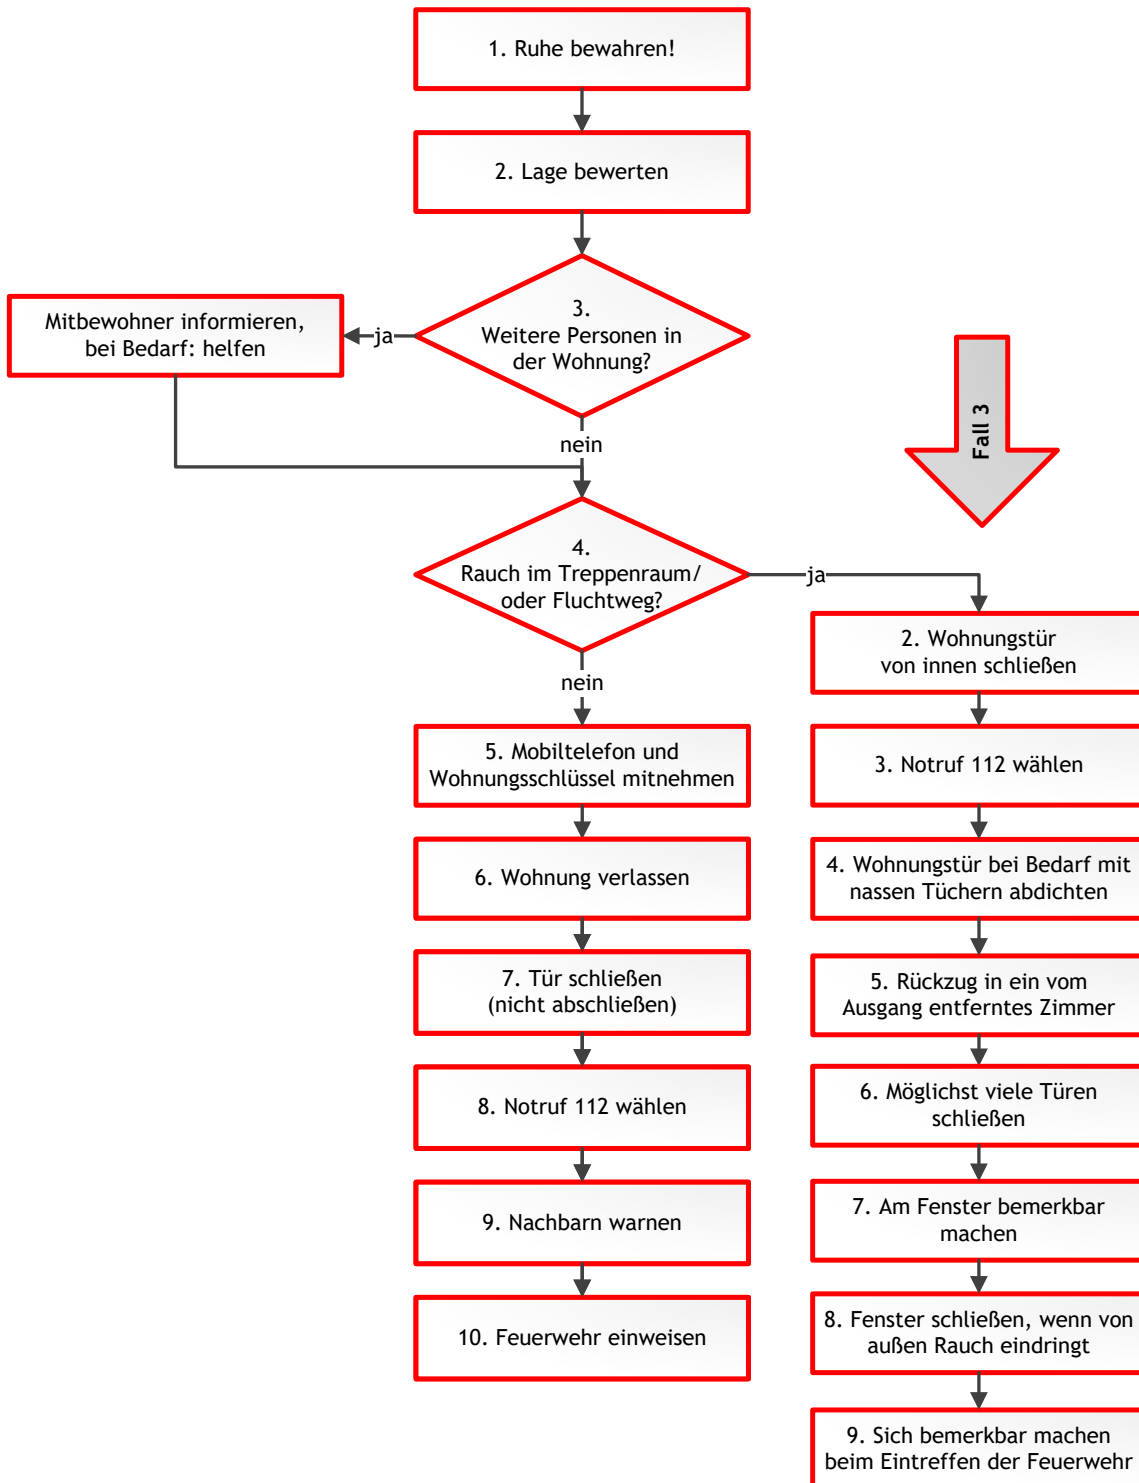 1. Ruhe bewahren!
2. Lage bewerten
3.
Weitere Personen in
der Wohnung?
ja
Mitbewohner informieren,
bei Bedarf: helfen
nein
Fall 3
4.
Rauch im Treppenraum/
oder Fluchtweg?
ja
nein
5. Mobiltelefon und
Wohnungsschlüssel mitnehmen
6. Wohnung verlassen
7. Tür schließen
(nicht abschließen)
8. Notruf 112 wählen
9. Nachbarn warnen
10. Feuerwehr einweisen
2. Wohnungstür
von innen schließen
3. Notruf 112 wählen
4. Wohnungstür bei Bedarf mit
nassen Tüchern abdichten
5. Rückzug in ein vom
Ausgang entferntes Zimmer
6. Möglichst viele Türen
schließen
7. Am Fenster bemerkbar
machen
8. Fenster schließen, wenn von
außen Rauch eindringt
9. Sich bemerkbar machen
beim Eintreffen der Feuerwehr